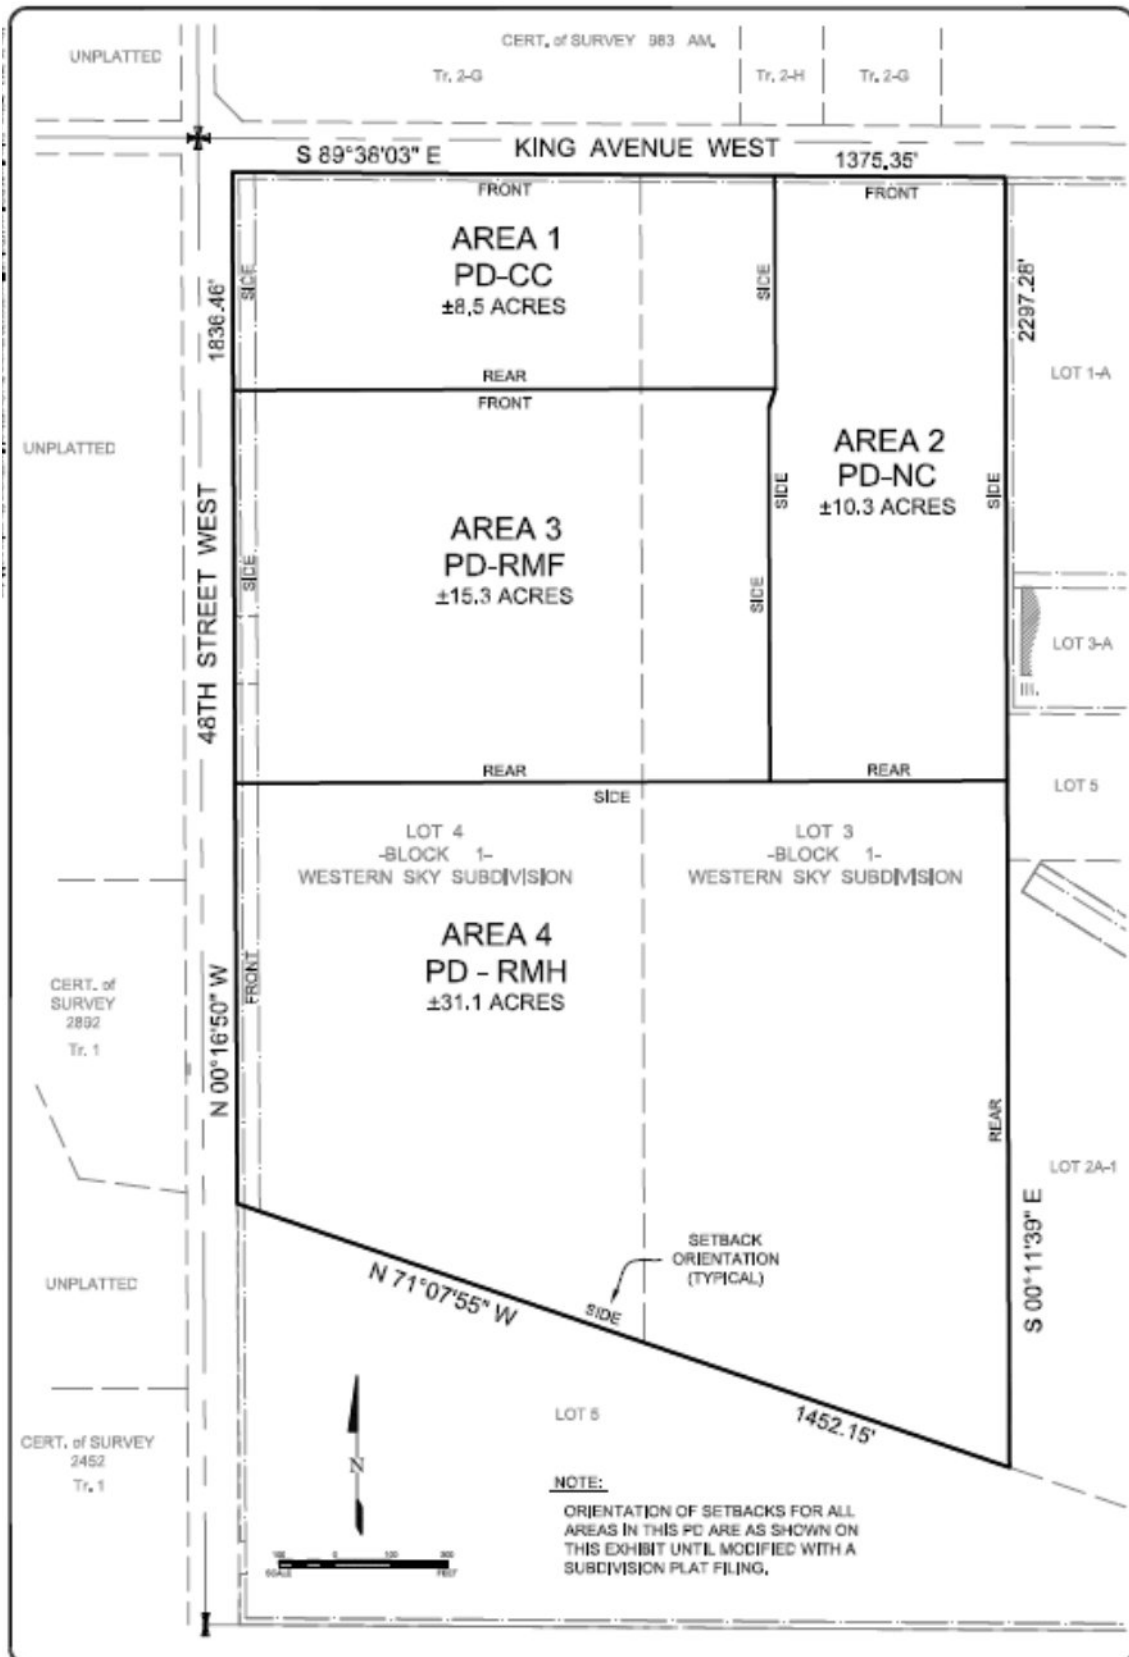 UNPLATTED
CERT. of SURVEY 983 AM.
Tr. 2-G
Tr. 2-H
Tr. 2-G
S 89°38'03" E
KING AVENUE WEST
1375.35'
FRONT
FRONT
AREA 1
PD-CC
±8.5 ACRES
SIDE
SIDE
1836.46'
2297.28'
REAR
FRONT
LOT 1-A
UNPLATTED
AREA 2
PD-NC
±10.3 ACRES
SIDE
SIDE
48TH STREET WEST
AREA 3
PD-RMF
±15.3 ACRES
SIDE
SIDE
LOT 3-A
REAR
REAR
SIDE
LOT 5
LOT 4
-BLOCK 1-
WESTERN SKY SUBDIVISION
LOT 3
-BLOCK 1-
WESTERN SKY SUBDIVISION
AREA 4
PD - RMH
±31.1 ACRES
FRONT
CERT. of
SURVEY
2892
Tr. 1
N 00°16'50" W
REAR
LOT 2A-1
S 00°11'39" E
SETBACK
ORIENTATION
(TYPICAL)
UNPLATTED
N 71°07'55" W
SIDE
1452.15'
LOT 5
CERT. of SURVEY
2452
Tr. 1
N
NOTE:
ORIENTATION OF SETBACKS FOR ALL
AREAS IN THIS PD ARE AS SHOWN ON
THIS EXHIBIT UNTIL MODIFIED WITH A
SUBDIVISION PLAT FILING.
100 0 100
SCALE FEET